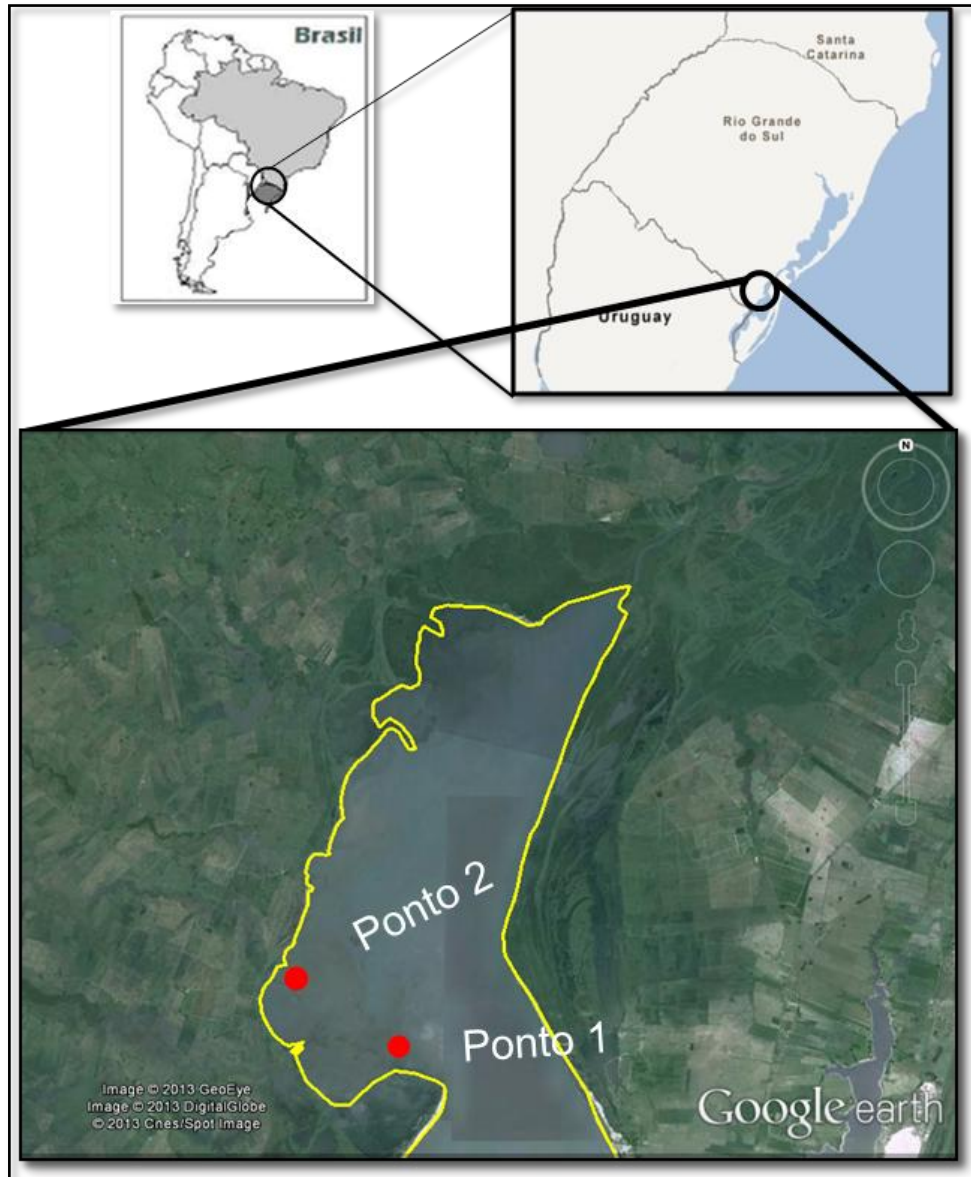 Brasil
Santa
Catarina
Rio Grande
do Sul
Uruguay
N
Ponto 2
Ponto 1
Image © 2013 GeoEye
Image © 2013 DigitalGlobe
© 2013 Cnes/Spot Image
Google earth